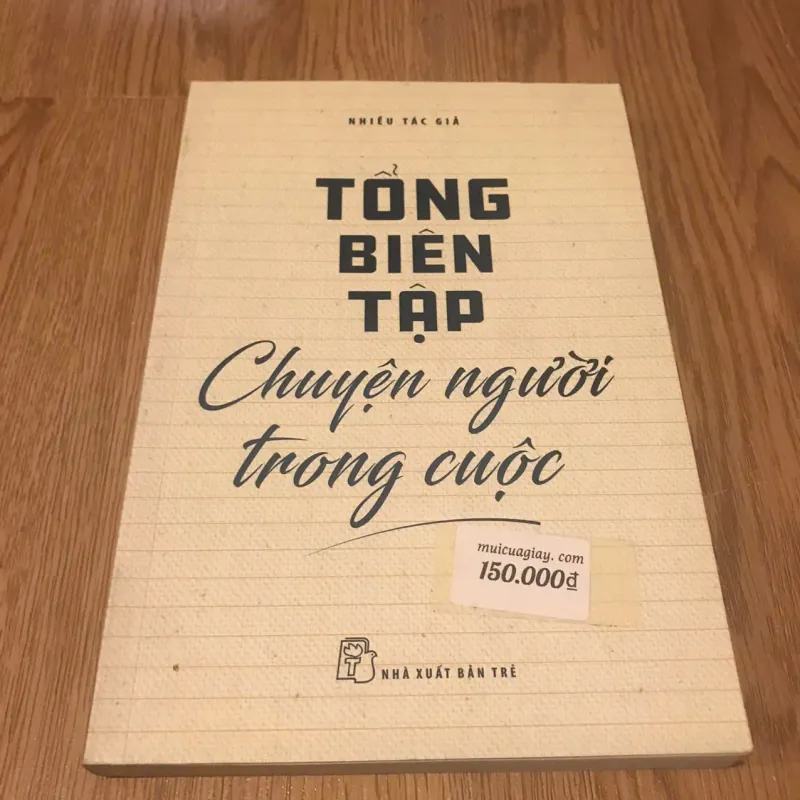 NHIỀU TÁC GIẢ
TỔNG
BIÊN
TẬP
Chuyện người
trong cuộc
muicuagiay. com
150.000đ
T
NHÀ XUẤT BẢN TRẺ